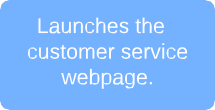 Launches the
customer service
webpage.